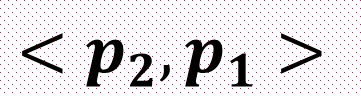 < p₂, p₁ >